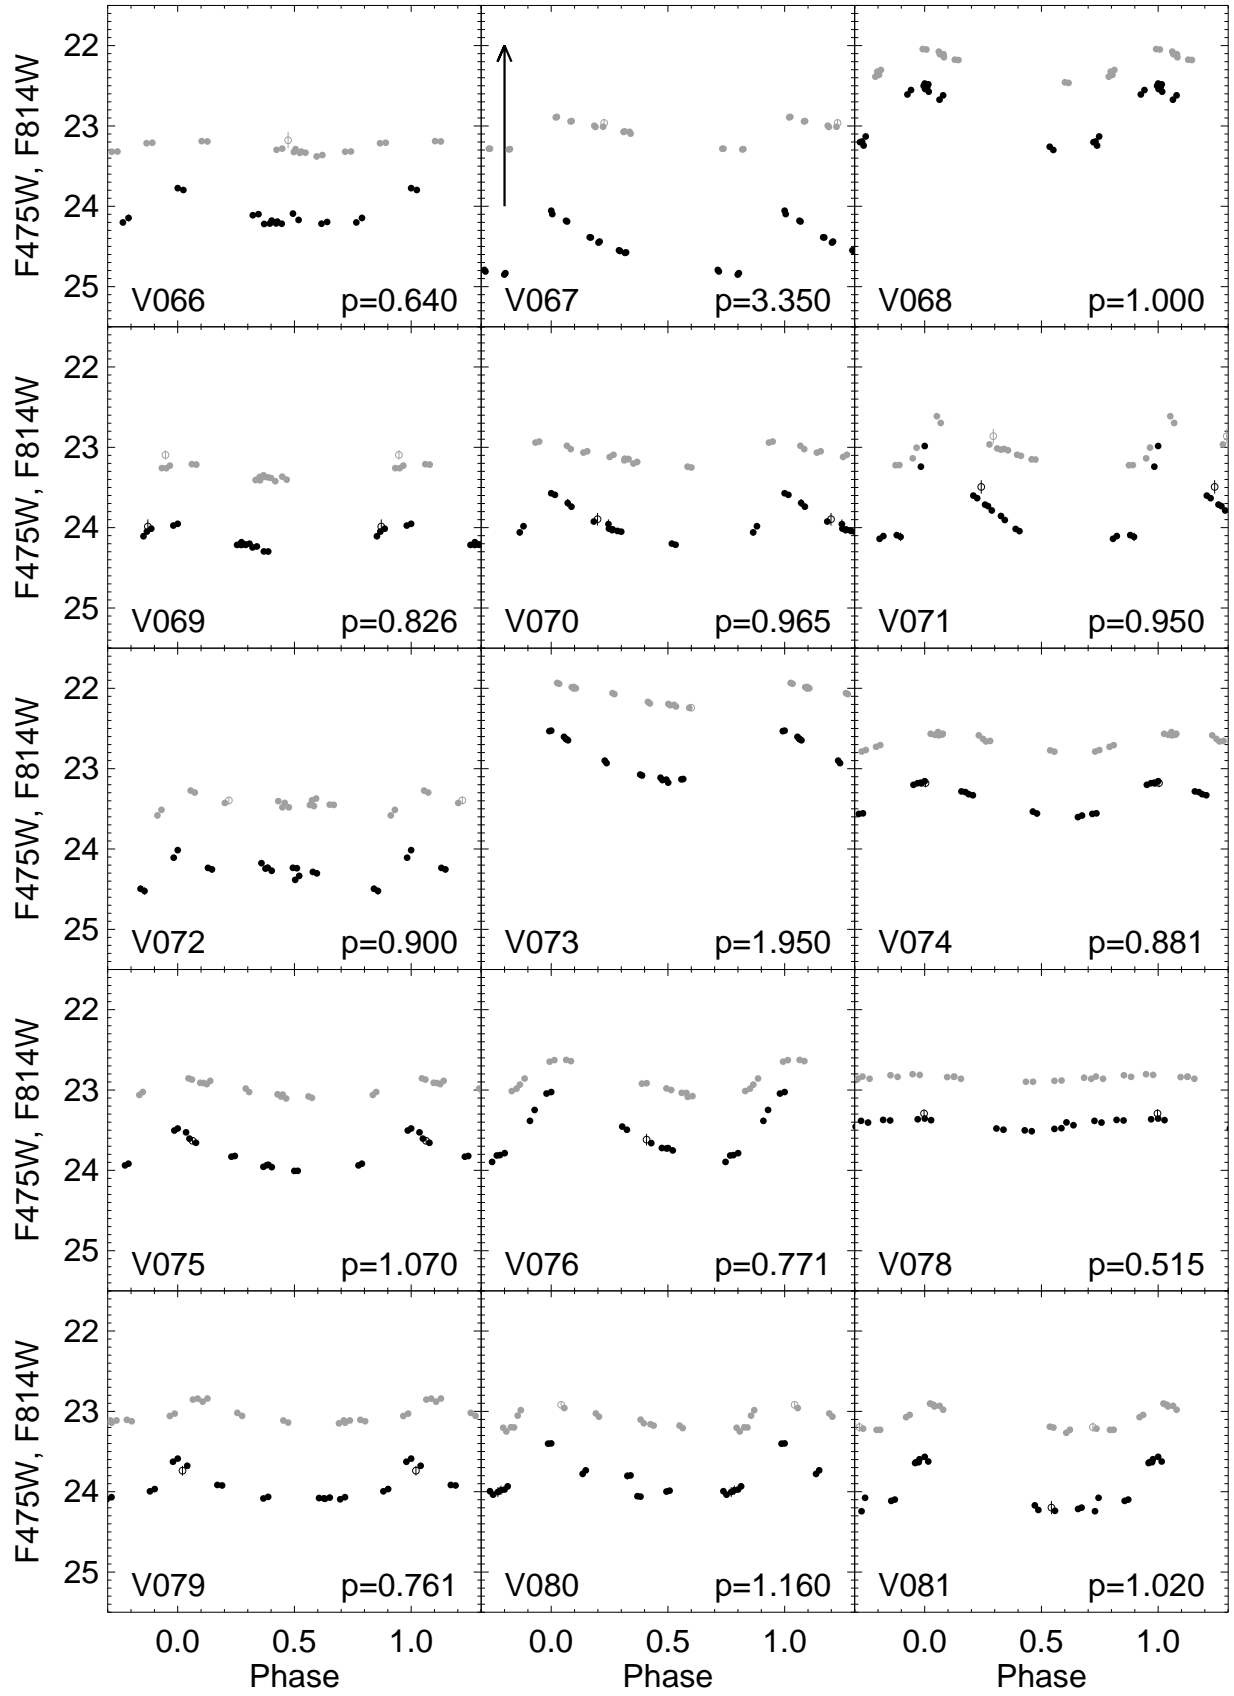 F475W, F814W
22
23
24
25
V066 p=0.640
V067 p=3.350
V068 p=1.000
F475W, F814W
22
23
24
25
V069 p=0.826
V070 p=0.965
V071 p=0.950
F475W, F814W
22
23
24
25
V072 p=0.900
V073 p=1.950
V074 p=0.881
F475W, F814W
22
23
24
25
V075 p=1.070
V076 p=0.771
V078 p=0.515
F475W, F814W
22
23
24
25
V079 p=0.761
V080 p=1.160
V081 p=1.020
0.0 0.5 1.0 0.0 0.5 1.0 0.0 0.5 1.0
Phase Phase Phase